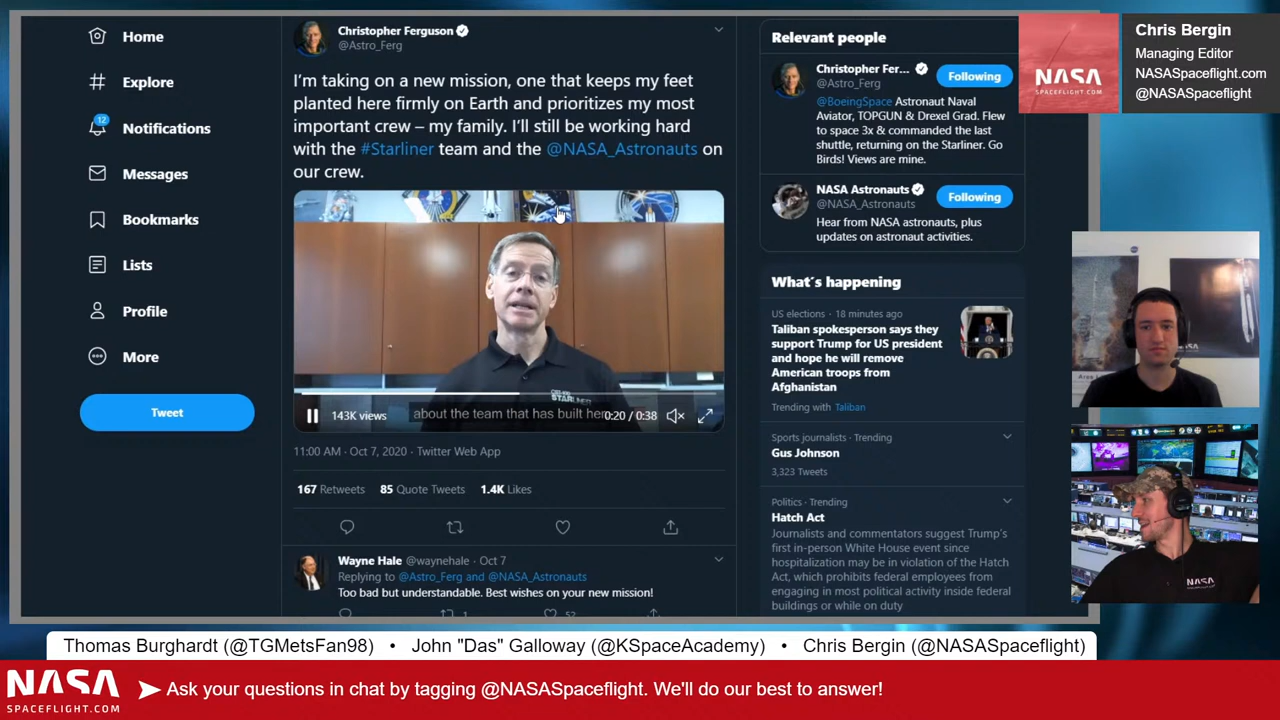 Home
Explore
12
Notifications
Messages
Bookmarks
Lists
Profile
More
Tweet
Christopher Ferguson
@Astro_Ferg
I'm taking on a new mission, one that keeps my feet
planted here firmly on Earth and prioritizes my most
important crew – my family. I'll still be working hard
with the #Starliner team and the @NASA_Astronauts on
our crew.
STARLINER
143K views
about the team that has built her
0:20 / 0:38
11:00 AM · Oct 7, 2020 · Twitter Web App
167 Retweets 85 Quote Tweets 1.4K Likes
Wayne Hale @waynehale · Oct 7
Replying to @Astro_Ferg and @NASA_Astronauts
Too bad but understandable. Best wishes on your new mission!
1
52
Relevant people
Christopher Fer...
@Astro_Ferg
Following
@BoeingSpace Astronaut Naval
Aviator, TOPGUN & Drexel Grad. Flew
to space 3x & commanded the last
shuttle, returning on the Starliner. Go
Birds! Views are mine.
NASA Astronauts
@NASA_Astronauts
Following
Hear from NASA astronauts, plus
updates on astronaut activities.
What's happening
US elections · 18 minutes ago
Taliban spokesperson says they
support Trump for US president
and hope he will remove
American troops from
Afghanistan
Trending with Taliban
Sports journalists · Trending
Gus Johnson
3,323 Tweets
Politics · Trending
Hatch Act
Journalists and commentators suggest Trump's
first in-person White House event since
hospitalization may be in violation of the Hatch
Act, which prohibits federal employees from
engaging in most political activity inside federal
buildings or while on duty
NASA
SPACEFLIGHT.COM
Chris Bergin
Managing Editor
NASASpaceflight.com
@NASASpaceflight
NASA
Thomas Burghardt (@TGMetsFan98) • John "Das" Galloway (@KSpaceAcademy) • Chris Bergin (@NASASpaceflight)
NASA
SPACEFLIGHT.COM
Ask your questions in chat by tagging @NASASpaceflight. We'll do our best to answer!